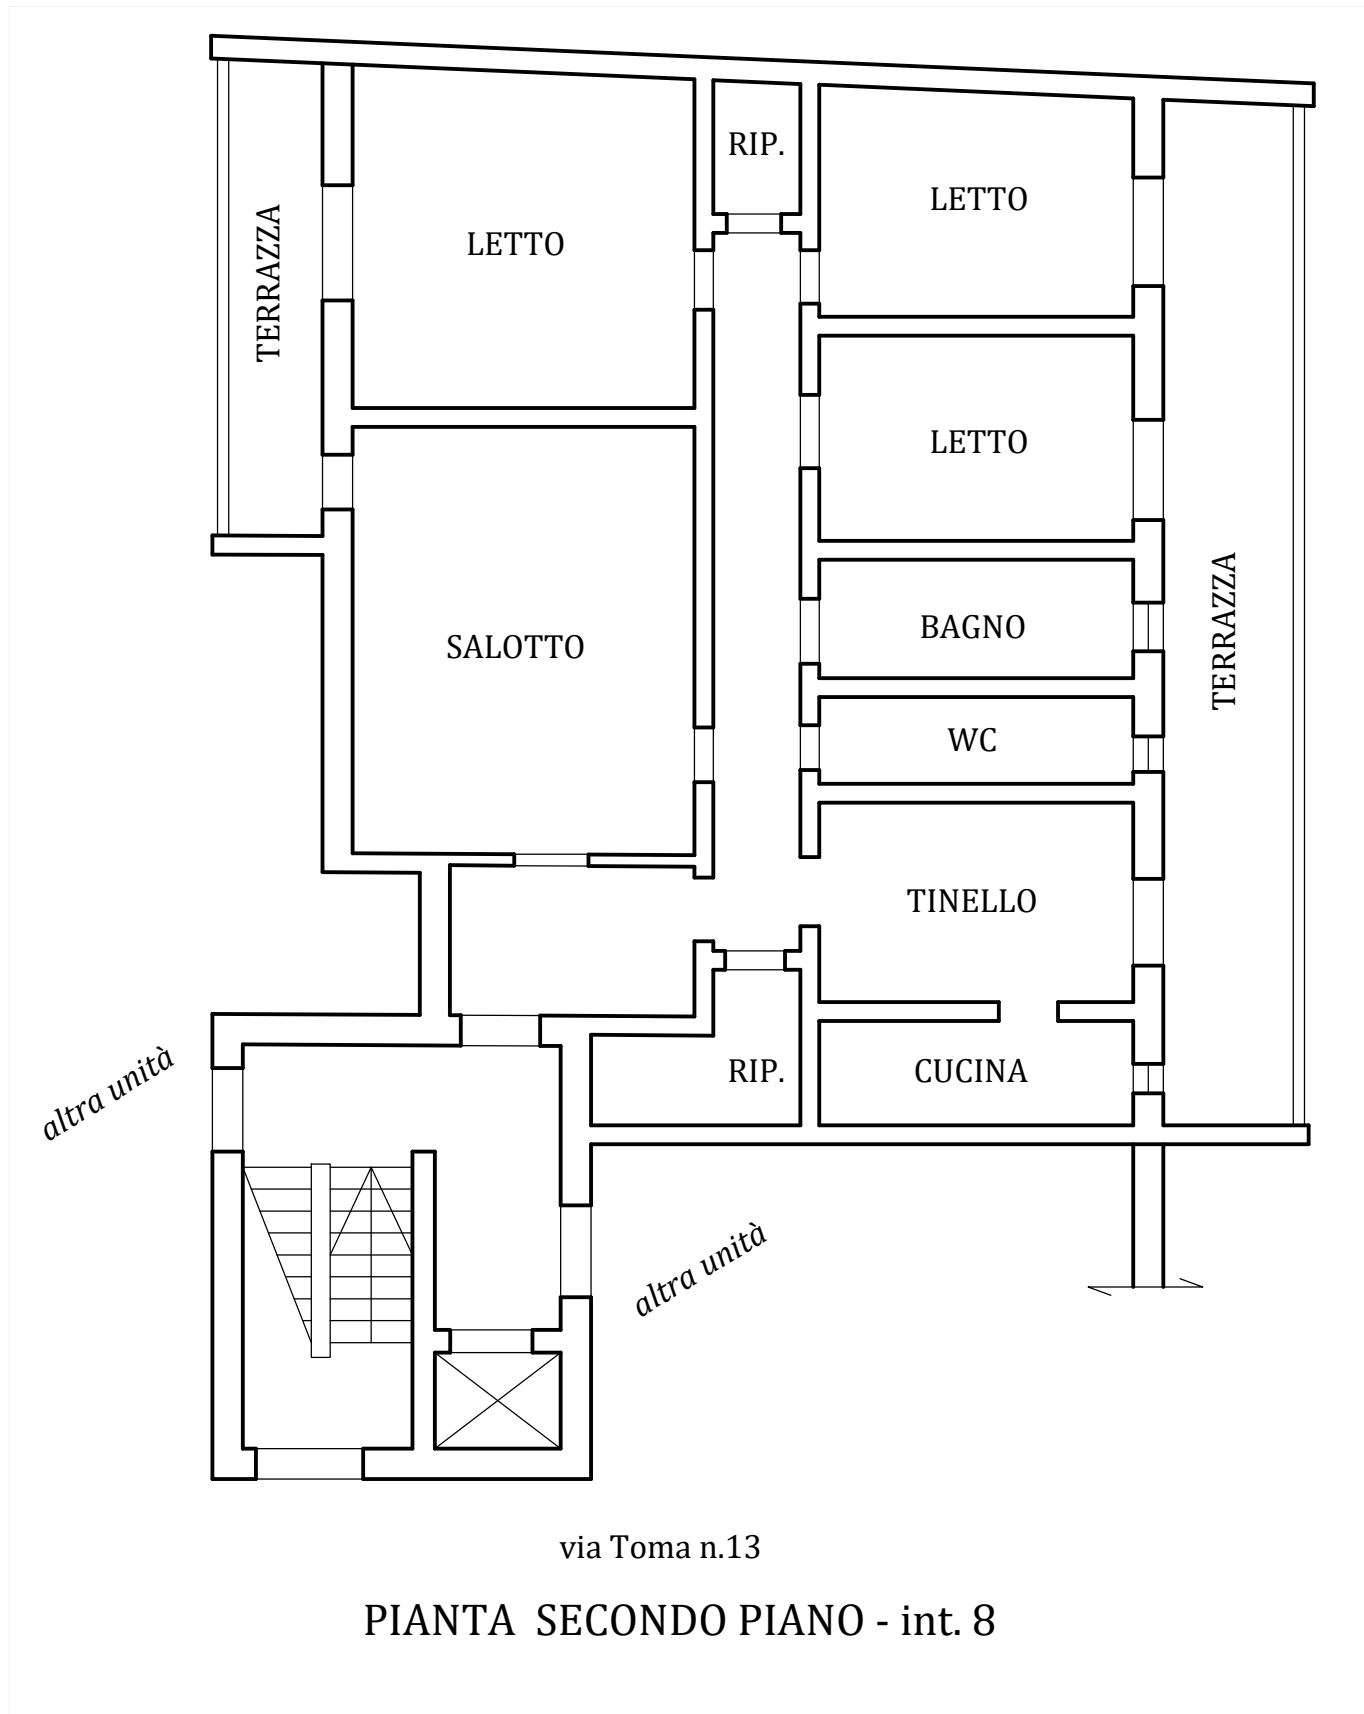 RIP.
LETTO
LETTO
TERRAZZA
LETTO
TERRAZZA
BAGNO
SALOTTO
WC
TINELLO
RIP.
CUCINA
altra unità
altra unità
via Toma n.13
PIANTA SECONDO PIANO - int. 8